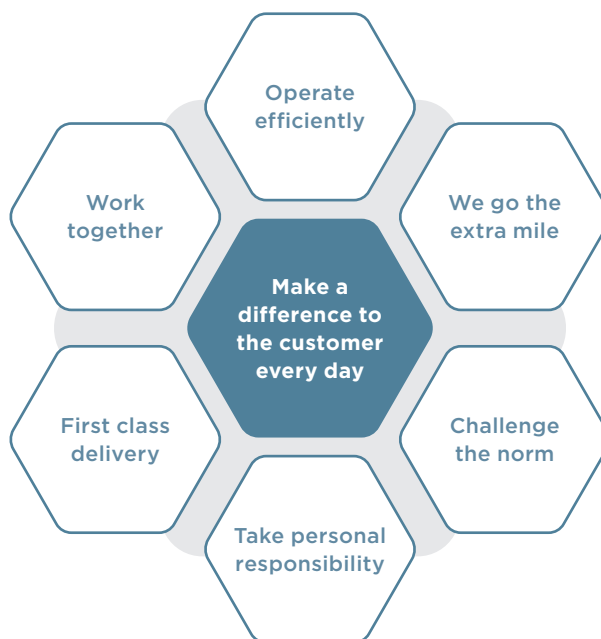 Operate
efficiently
Work
together
We go the
extra mile
Make a
difference to
the customer
every day
First class
delivery
Challenge
the norm
Take personal
responsibility